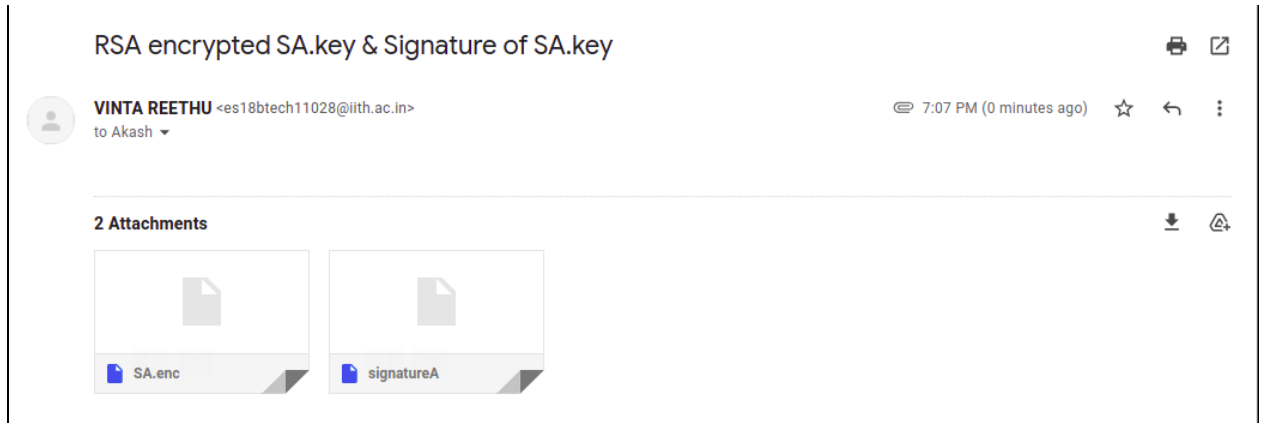 RSA encrypted SA.key & Signature of SA.key
VINTA REETHU <es18btech11028@iith.ac.in>
7:07 PM (0 minutes ago)
to Akash
2 Attachments
SA.enc
signatureA